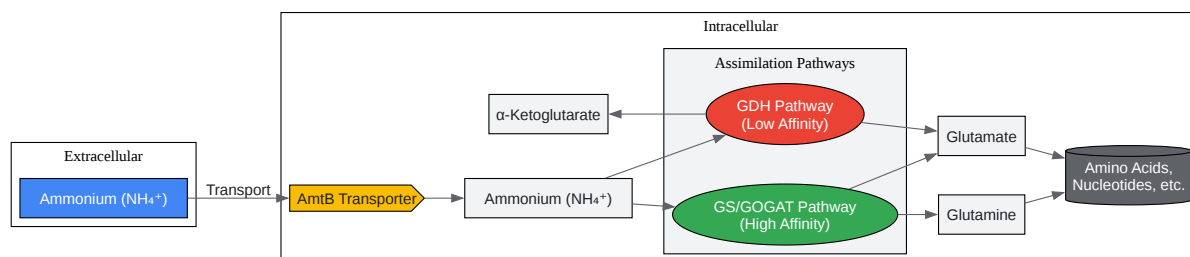 Intracellular
Assimilation Pathways
GDH Pathway
(Low Affinity)
α-Ketoglutarate
Glutamate
Extracellular
Ammonium (NH₄⁺)
Transport
AmtB Transporter
Ammonium (NH₄⁺)
GS/GOGAT Pathway
(High Affinity)
Glutamine
Amino Acids,
Nucleotides, etc.